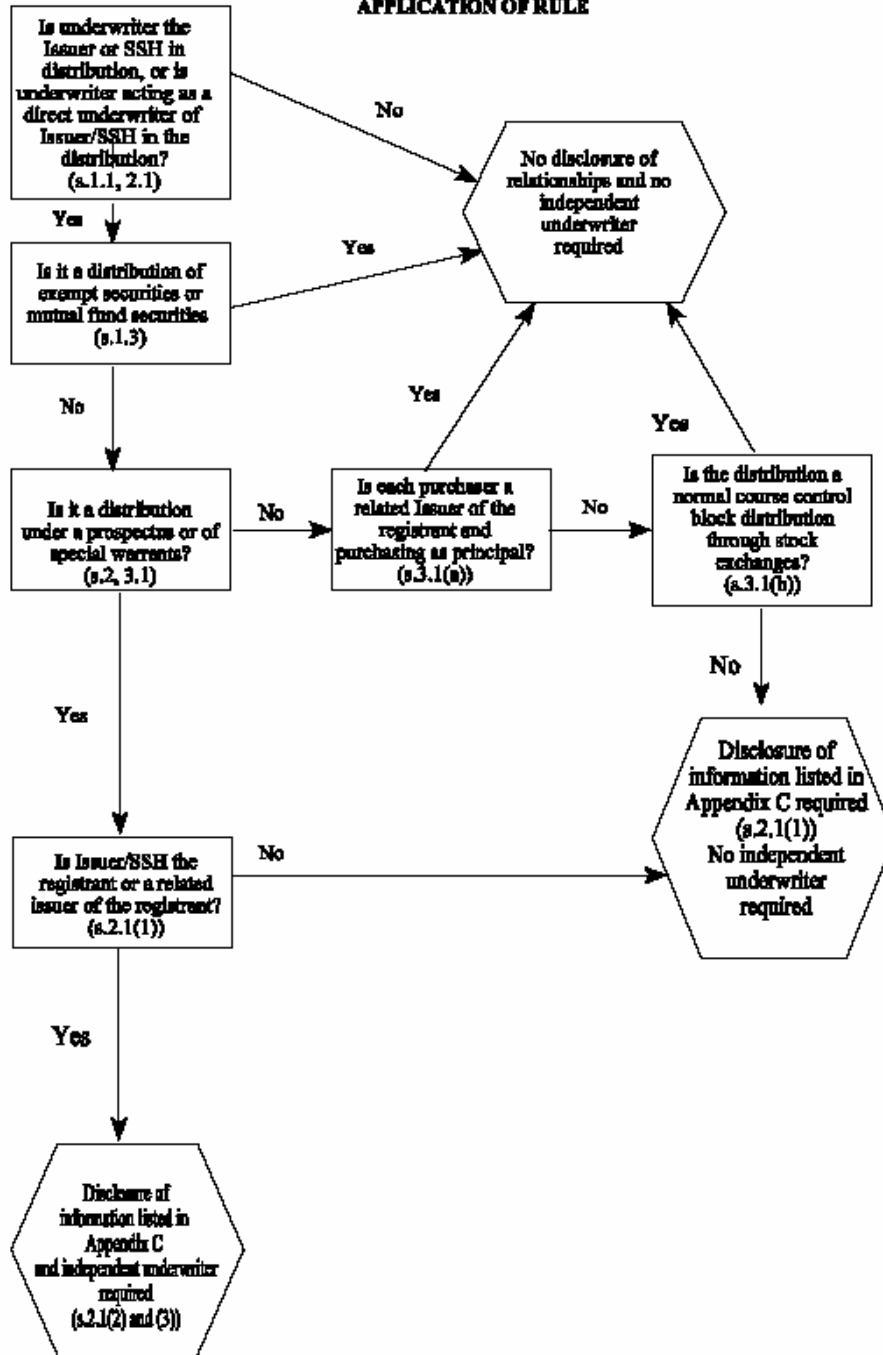 APPLICATION OF RULE
Is underwriter the
Issuer or SSH in
distribution, or is
underwriter acting as a
direct underwriter of
Issuer/SSH in the
distribution?
(s.1.1, 2.1)
No
No disclosure of
relationships and no
independent
underwriter
required
Yes
Yes
Is it a distribution of
exempt securities or
mutual fund securities
(s.1.3)
No
Yes
Yes
Is it a distribution
under a prospectus or of
special warrants?
(s.2, 3.1)
No
Is each purchaser a
related Issuer of the
registrant and
purchasing as principal?
(s.3.1(a))
No
Is the distribution a
normal course control
block distribution
through stock
exchanges?
(s.3.1(b))
No
Yes
Disclosure of
information listed in
Appendix C required
(s.2.1(1))
No independent
underwriter
required
Is Issuer/SSH the
registrant or a related
issuer of the registrant?
(s.2.1(1))
No
Yes
Disclosure of
information listed in
Appendix C
and independent underwriter
required
(s.2.1(2) and (3))